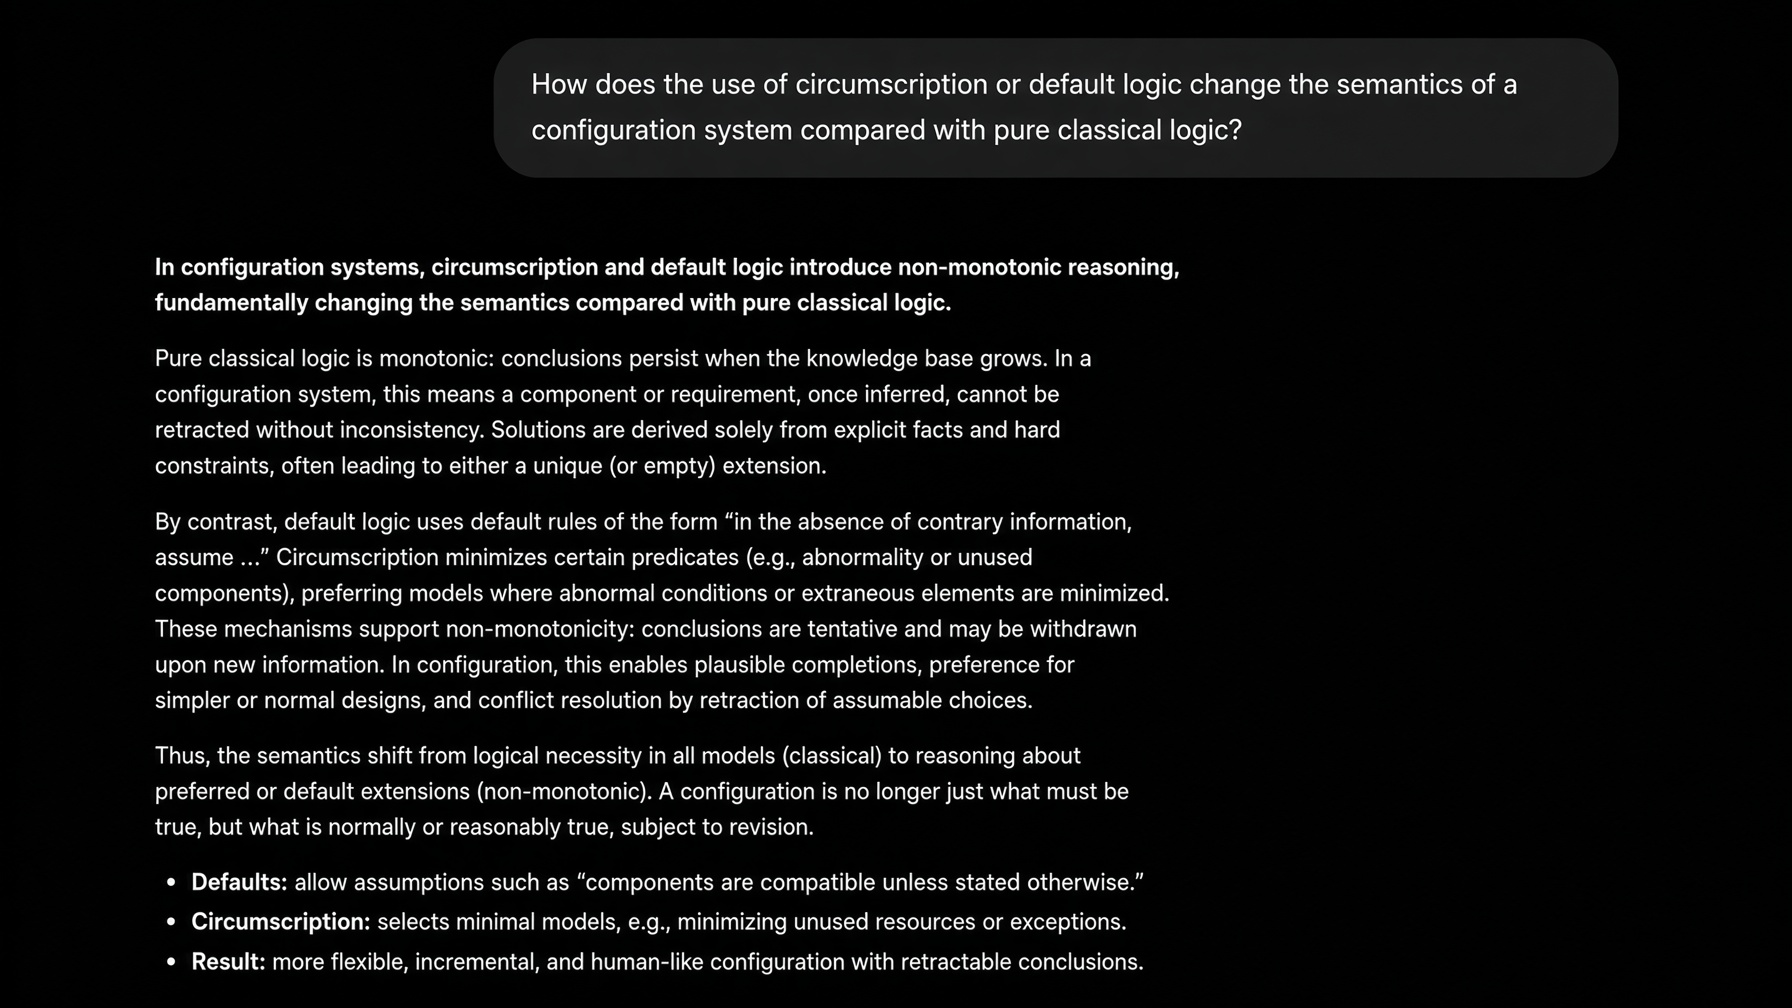 How does the use of circumscription or default logic change the semantics of a
configuration system compared with pure classical logic?
In configuration systems, circumscription and default logic introduce non-monotonic reasoning,
fundamentally changing the semantics compared with pure classical logic.
Pure classical logic is monotonic: conclusions persist when the knowledge base grows. In a
configuration system, this means a component or requirement, once inferred, cannot be
retracted without inconsistency. Solutions are derived solely from explicit facts and hard
constraints, often leading to either a unique (or empty) extension.
By contrast, default logic uses default rules of the form “in the absence of contrary information,
assume ...” Circumscription minimizes certain predicates (e.g., abnormality or unused
components), preferring models where abnormal conditions or extraneous elements are minimized.
These mechanisms support non-monotonicity: conclusions are tentative and may be withdrawn
upon new information. In configuration, this enables plausible completions, preference for
simpler or normal designs, and conflict resolution by retraction of assumable choices.
Thus, the semantics shift from logical necessity in all models (classical) to reasoning about
preferred or default extensions (non-monotonic). A configuration is no longer just what must be
true, but what is normally or reasonably true, subject to revision.
• Defaults: allow assumptions such as “components are compatible unless stated otherwise.”
• Circumscription: selects minimal models, e.g., minimizing unused resources or exceptions.
• Result: more flexible, incremental, and human-like configuration with retractable conclusions.